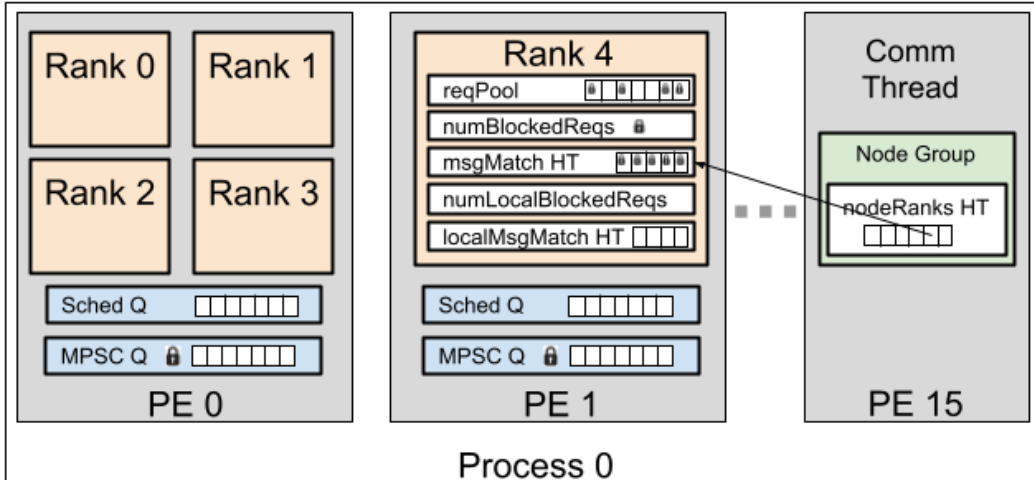 Rank 0
Rank 1
Rank 2
Rank 3
Sched Q
MPSC Q
PE 0
Rank 4
reqPool
numBlockedReqs
msgMatch HT
numLocalBlockedReqs
localMsgMatch HT
Sched Q
MPSC Q
PE 1
Comm
Thread
Node Group
nodeRanks HT
PE 15
Process 0